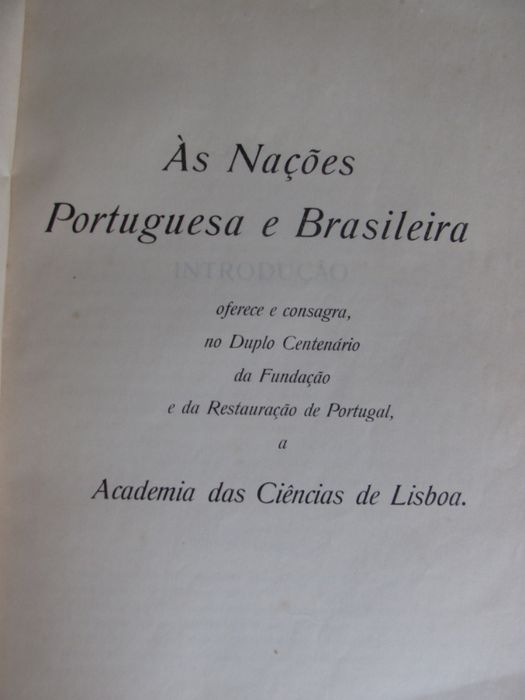 Às Nações
Portuguesa e Brasileira
INTRODUÇÃO
oferece e consagra,
no Duplo Centenário
da Fundação
e da Restauração de Portugal,
a
Academia das Ciências de Lisboa.